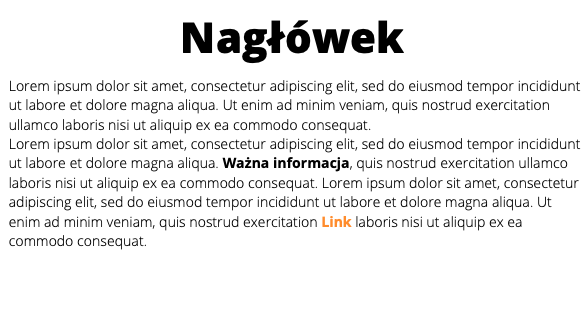 Nagłówek
Lorem ipsum dolor sit amet, consectetur adipiscing elit, sed do eiusmod tempor incididunt
ut labore et dolore magna aliqua. Ut enim ad minim veniam, quis nostrud exercitation
ullamco laboris nisi ut aliquip ex ea commodo consequat.
Lorem ipsum dolor sit amet, consectetur adipiscing elit, sed do eiusmod tempor incididunt
ut labore et dolore magna aliqua. Ważna informacja, quis nostrud exercitation ullamco
laboris nisi ut aliquip ex ea commodo consequat. Lorem ipsum dolor sit amet, consectetur
adipiscing elit, sed do eiusmod tempor incididunt ut labore et dolore magna aliqua. Ut
enim ad minim veniam, quis nostrud exercitation Link laboris nisi ut aliquip ex ea
commodo consequat.